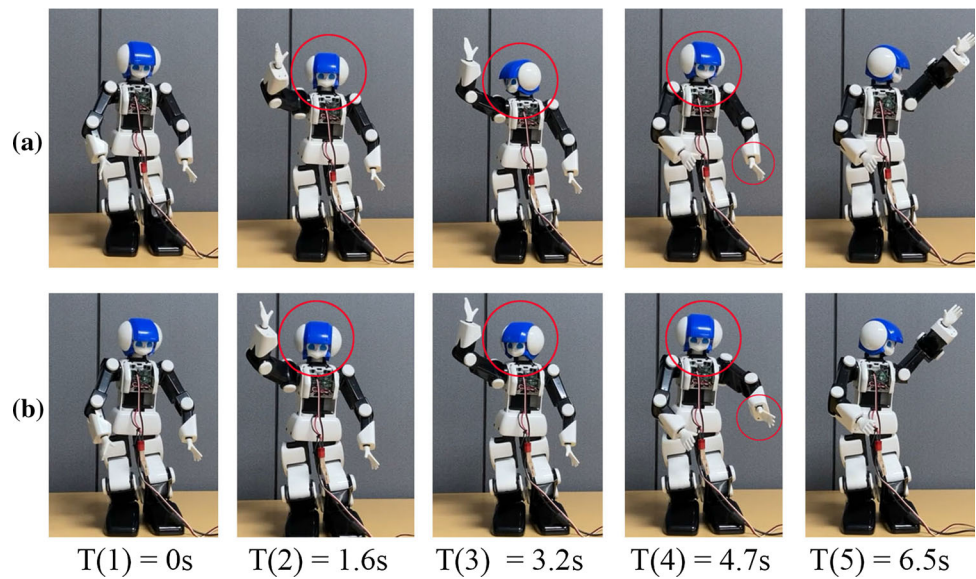 (a)
(b)
T(1) = 0s T(2) = 1.6s T(3) = 3.2s T(4) = 4.7s T(5) = 6.5s